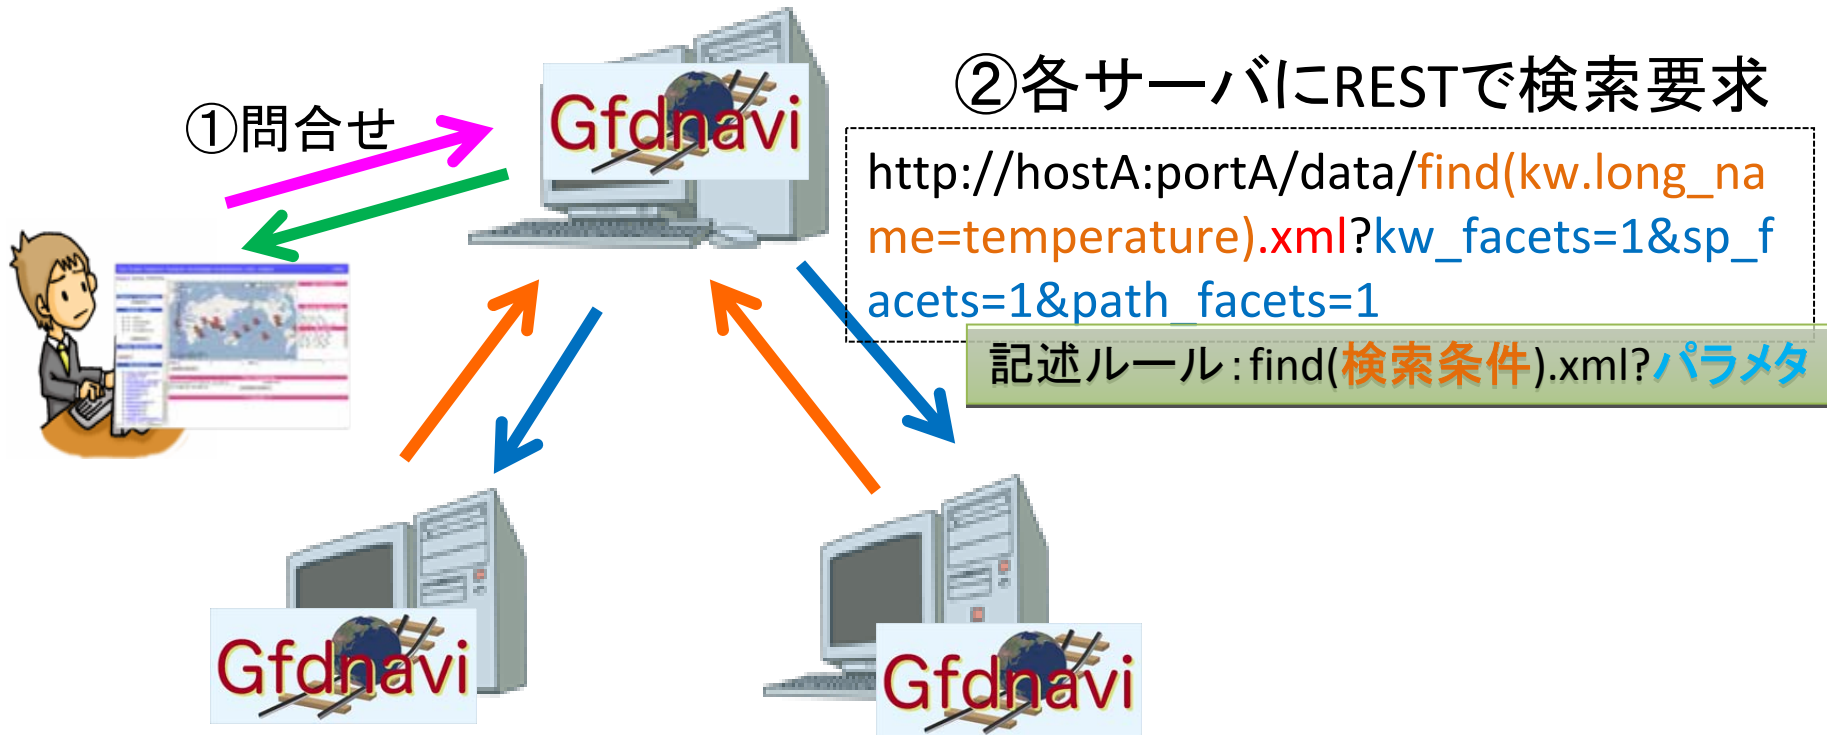 ①問合せ
Gfdnavi
②各サーバにRESTで検索要求
http://hostA:portA/data/find(kw.long_na
me=temperature).xml?kw_facets=1&sp_f
acets=1&path_facets=1
記述ルール：find(検索条件).xml?パラメタ
Gfdnavi
Gfdnavi